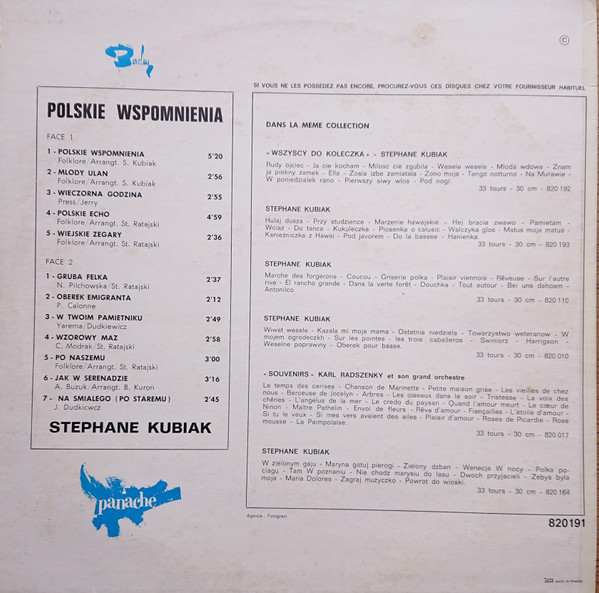 Barclay
©
SI VOUS NE LES POSSEDEZ PAS ENCORE, PROCUREZ-VOUS CES DISQUES CHEZ VOTRE FOURNISSEUR HABITUEL
POLSKIE WSPOMNIENIA
FACE 1
1 - POLSKIE WSPOMNIENIA 5'20
Folklore/Arrangt. S. Kubiak
2 - MLODY ULAN 2'56
Folklore/Arrangt. S. Kubiak
3 - WIECZORNA GODZINA 2'55
Press/Jerry
4 - POLSKIE ECHO 4'59
Folklore/Arrangt. St. Ratajski
5 - WIEJSKIE ZEGARY 2'36
Folklore/Arrangt. St. Ratajski
FACE 2
1 - GRUBA FELKA 2'37
N. Pilchowska/St. Ratajski
2 - OBEREK EMIGRANTA 2'12
P. Calonne
3 - W TWOIM PAMIETNIKU 2'49
Yarema/Dudkiewicz
4 - WZOROWY MAZ 2'58
C. Modrak/St. Ratajski
5 - PO NASZEMU 3'00
Folklore/Arrangt. St. Ratajski
6 - JAK W SERENADZIE 3'16
A. Buzuk/Arrangt. B. Kuron
7 - NA SMIALEGO (PO STAREMU) 2'45
J. Dudkicwcz
STEPHANE KUBIAK
panache
DANS LA MEME COLLECTION
« WSZYSCY DO KOLECZKA » - STEPHANE KUBIAK
Rudy ojciec - Ja cie kocham - Milosc cie zgubila - Wesele wesele - Mloda wdowa - Znam
ja piekny zamek - Ella - Zosia izbe zamiatala - Zono moja - Tango notturno - Na Murawie -
W poniedzialek rano - Pierwszy siwy wlos - Pod nogi.
33 tours - 30 cm - 820 192
STEPHANE KUBIAK
Hulaj dusza - Przy studzience - Marzenie hawajskie - Hej bracia zwawo - Pamietam -
Wciaz - Do tanca - Kukuleczka - Piosenka o calusic - Walczyka glos - Matus moja matus -
Ksniezniczka z Hawai - Pod javorem - Do la bassee - Hanienka.
33 tours - 30 cm - 820 193
STEPHANE KUBIAK
Marche des forgerons - Coucou - Griserie polka - Plaisir viennois - Rêveuse - Sur l'autre
rive - El rancho grande - Dans la verte forêt - Douchka - Tout autour - Bei uns dahoam -
Antonilco.
33 tours - 30 cm - 820 110
STEPHANE KUBIAK
Wiwat wesele - Kazala mi moja mama - Ostatnia niedziela - Towarzystwo weteranow - W
mojem ogrodeczkh - Sur les pointes - les trois caballeros - Swimorz - Harrigson -
Weselne poprawiny - Oberek pour basse.
33 tours - 30 cm - 820 010
« SOUVENIRS » - KARL RADSZENKY et son grand orchestre
Le temps des cerises - Chanson de Marinette - Petite maison grise - Les vieilles de chez
nous - Berceuse de Jocelyn - Arbres - Les oiseaux dans le soir - Tristesse - La voix des
chênes - L'angelus de la mer - Le credo du paysan - Quand l'amour meurt - La cœur de
Ninon - Maître Pathelin - Envoi de fleurs - Rêve d'amour - Fiançailles - L'étoile d'amour -
Si tu le veux - Si mes vers avaient des ailes - Plaisir d'amour - Roses de Picardie - Rose
mousse - La Paimpolaise.
33 tours - 30 cm - 820 017
STEPHANE KUBIAK
W zielonym gaju - Maryna gotuj pierogi - Zielony dzban - Wenecja W nocy - Polka po-
ciagu - Tam W poznaniu - Nie chodz marysiu do lasu - Dwoch przyjacieli - Zebys byla
moja - Maria Dolores - Zagraj muzyczko - Powrot do wioski.
33 tours - 30 cm - 820 164
Agence : Fotogram
820191
MADE IN FRANCE